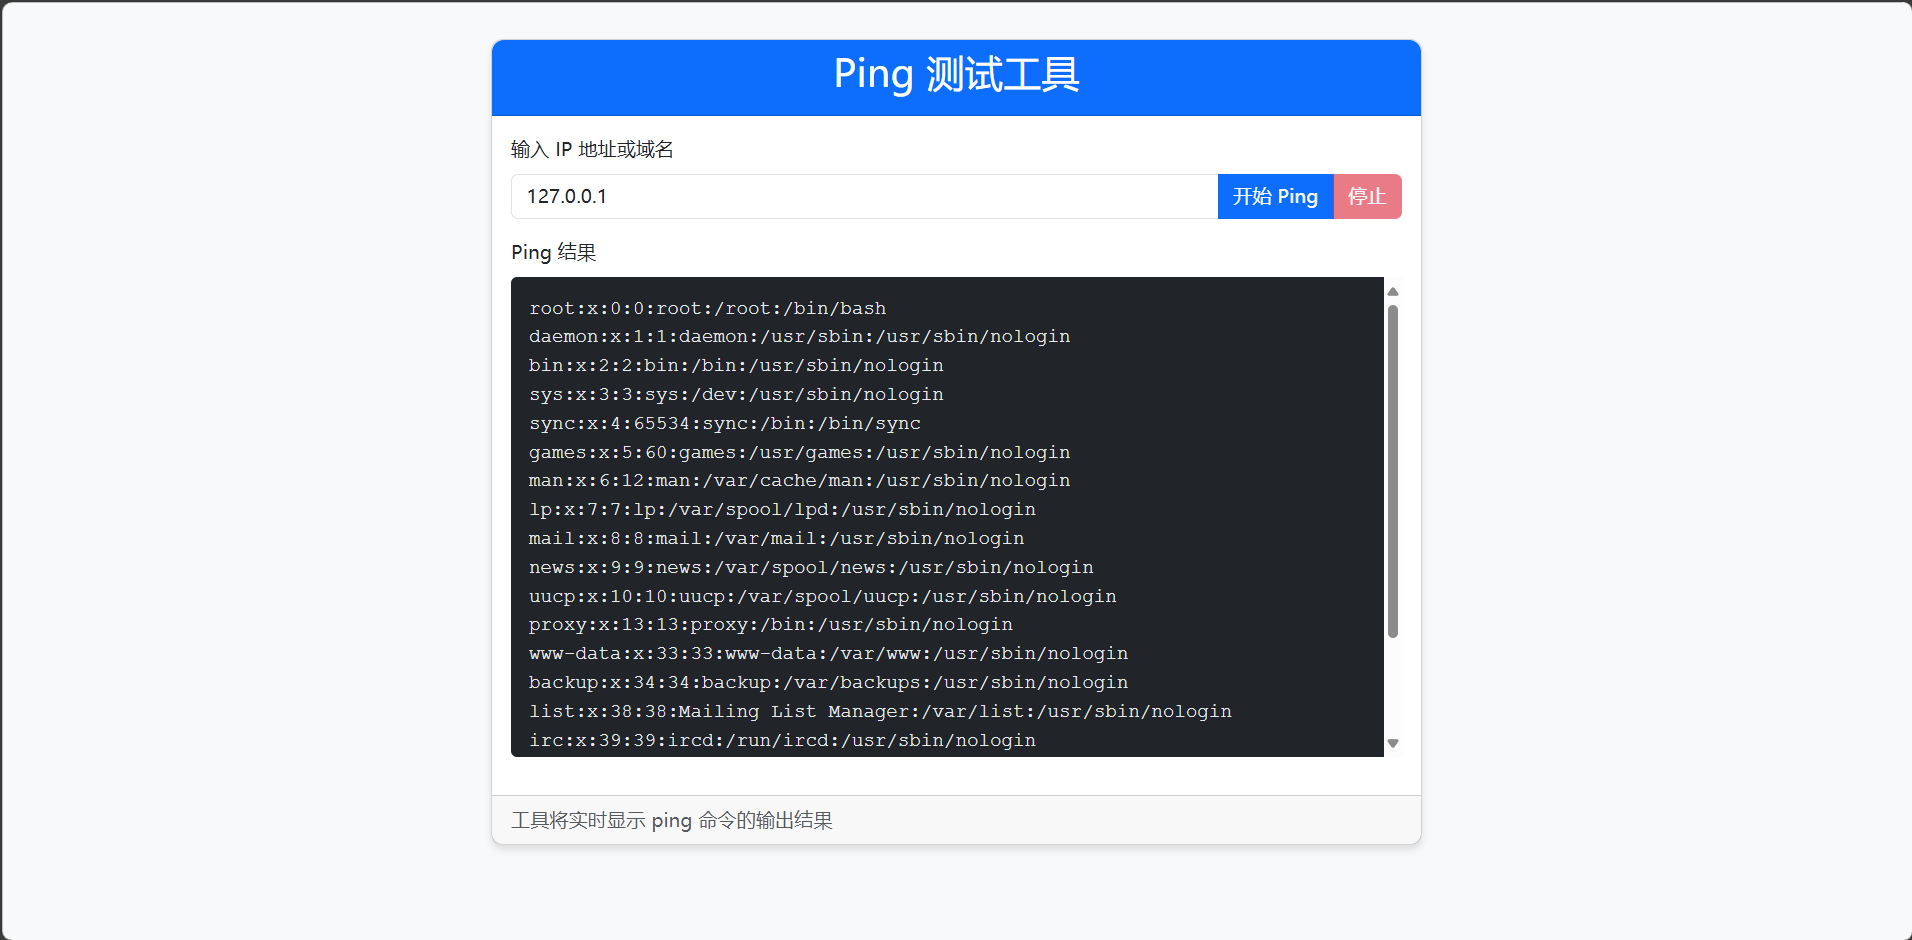 Ping 测试工具
输入 IP 地址或域名
127.0.0.1
开始 Ping
停止
Ping 结果
root:x:0:0:root:/root:/bin/bash
daemon:x:1:1:daemon:/usr/sbin:/usr/sbin/nologin
bin:x:2:2:bin:/bin:/usr/sbin/nologin
sys:x:3:3:sys:/dev:/usr/sbin/nologin
sync:x:4:65534:sync:/bin:/bin/sync
games:x:5:60:games:/usr/games:/usr/sbin/nologin
man:x:6:12:man:/var/cache/man:/usr/sbin/nologin
lp:x:7:7:lp:/var/spool/lpd:/usr/sbin/nologin
mail:x:8:8:mail:/var/mail:/usr/sbin/nologin
news:x:9:9:news:/var/spool/news:/usr/sbin/nologin
uucp:x:10:10:uucp:/var/spool/uucp:/usr/sbin/nologin
proxy:x:13:13:proxy:/bin:/usr/sbin/nologin
www-data:x:33:33:www-data:/var/www:/usr/sbin/nologin
backup:x:34:34:backup:/var/backups:/usr/sbin/nologin
list:x:38:38:Mailing List Manager:/var/list:/usr/sbin/nologin
irc:x:39:39:ircd:/run/ircd:/usr/sbin/nologin
工具将实时显示 ping 命令的输出结果